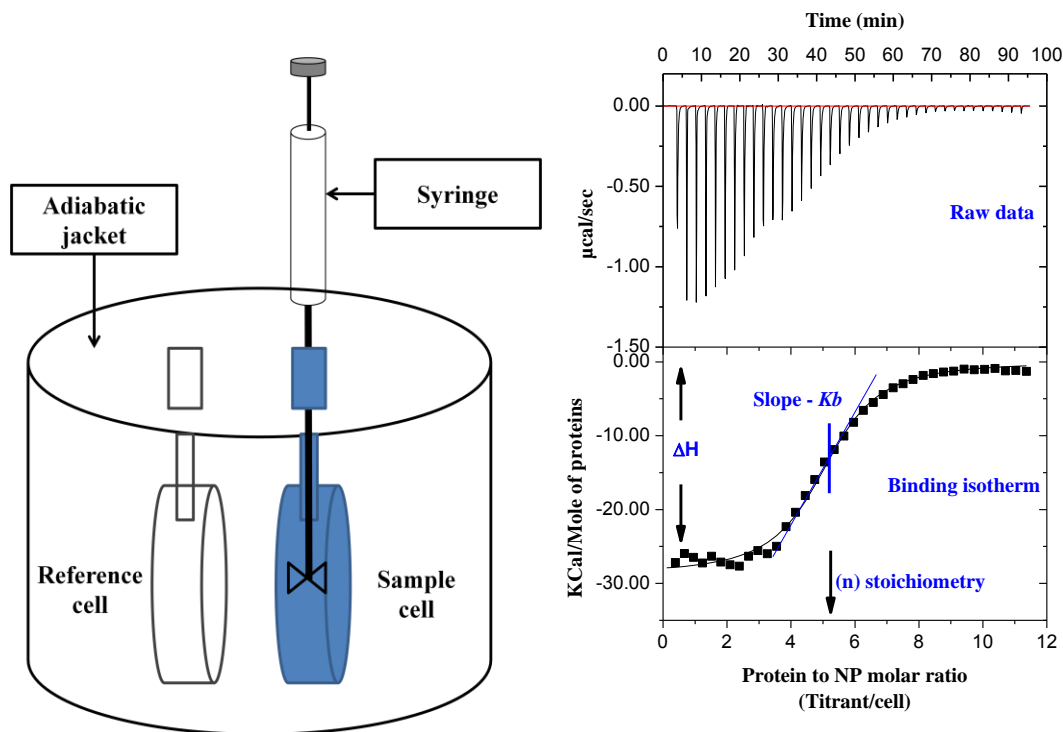 Adiabatic
jacket
Syringe
Reference
cell
Sample
cell
Time (min)
0 10 20 30 40 50 60 70 80 90 100
0.00
-0.50
-1.00
-1.50
µcal/sec
Raw data
0.00
-10.00
-20.00
-30.00
KCal/Mole of proteins
ΔH
Slope - Kb
Binding isotherm
(n) stoichiometry
0 2 4 6 8 10 12
Protein to NP molar ratio
(Titrant/cell)